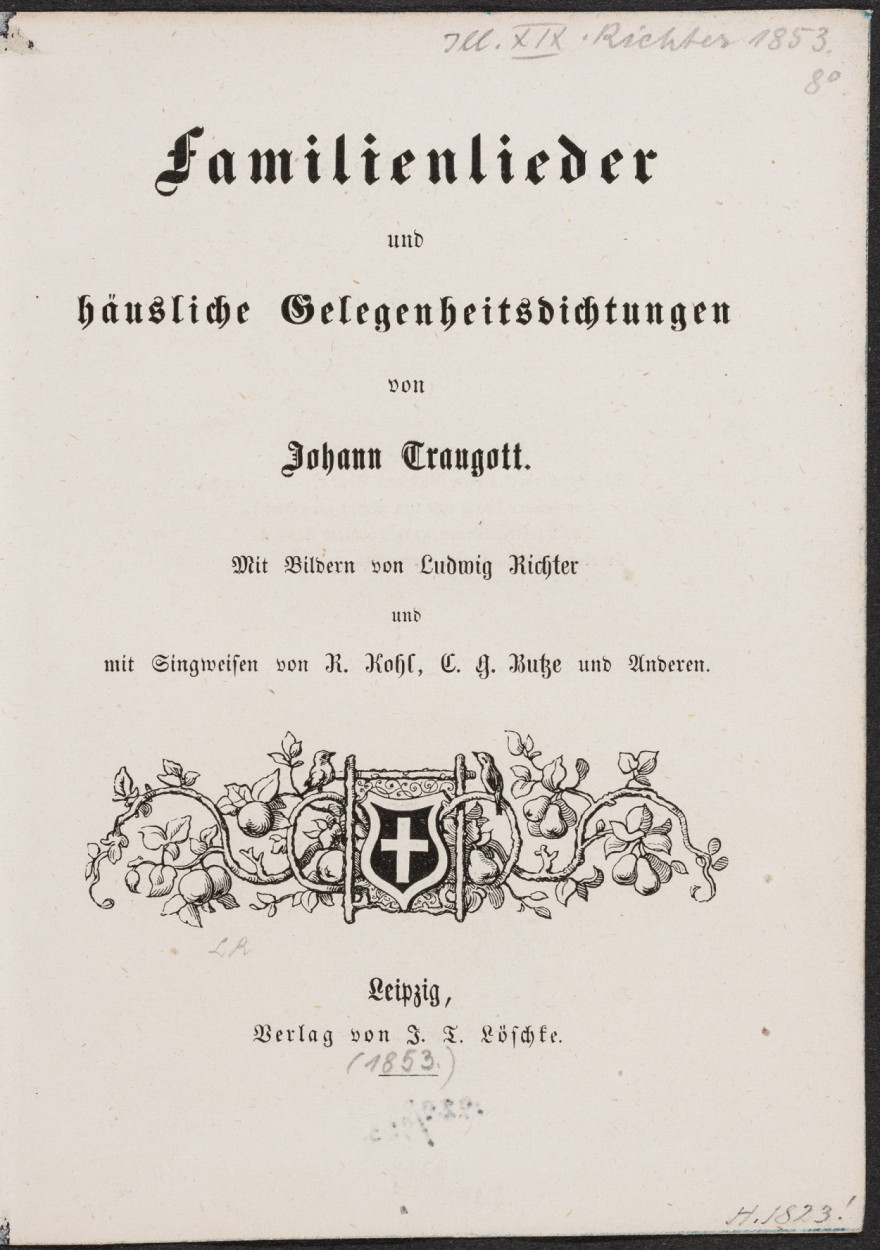 Ill. XIX. Richter 1853.
8°
Familienlieder
und
häusliche Gelegenheitsdichtungen
von
Johann Traugott.
Mit Bildern von Ludwig Richter
und
mit Singweisen von R. Kohl, C. G. Butze und Anderen.
LR
Leipzig,
Verlag von J. T. Löschke.
(1853.)
H. 1823!